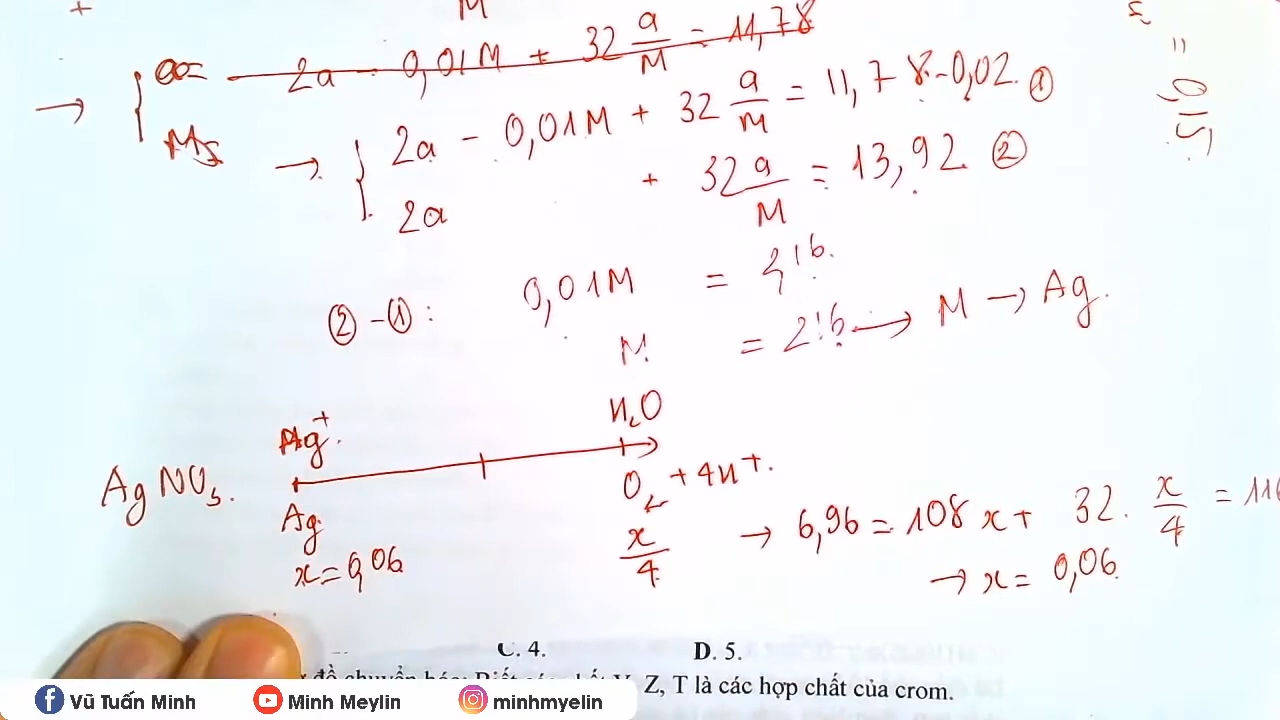 + M
2a - 0,01M + 32 a/M = 11,78
→ { 2a - 0,01M + 32 a/M = 11,78 - 0,02. ①
2a + 32 a/M = 13,92 ②
② - ①: 0,01M = 2,16.
M = 216 → M → Ag.
Ag⁺. H₂O
AgNO₃.
Ag O₂ + 4H⁺.
x = 0,06 x/4 → 6,96 = 108x + 32. x/4 = 116
→ x = 0,06
C. 4. D. 5.
Z, T là các hợp chất của crom.
Vũ Tuấn Minh Minh Meylin minhmyelin